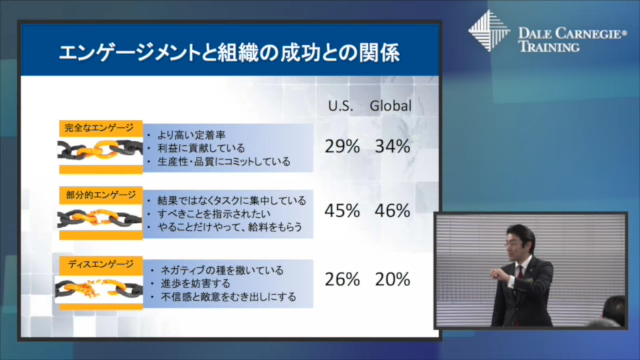 エンゲージメントと組織の成功との関係
DALE CARNEGIE®
TRAINING
U.S. Global
完全なエンゲージ
・ より高い定着率
・ 利益に貢献している
・ 生産性・品質にコミットしている
29% 34%
部分的エンゲージ
・ 結果ではなくタスクに集中している
・ すべきことを指示されたい
・ やることだけやって、給料をもらう
45% 46%
ディスエンゲージ
・ ネガティブの種を撒いている
・ 進歩を妨害する
・ 不信感と敵意をむき出しにする
26% 20%